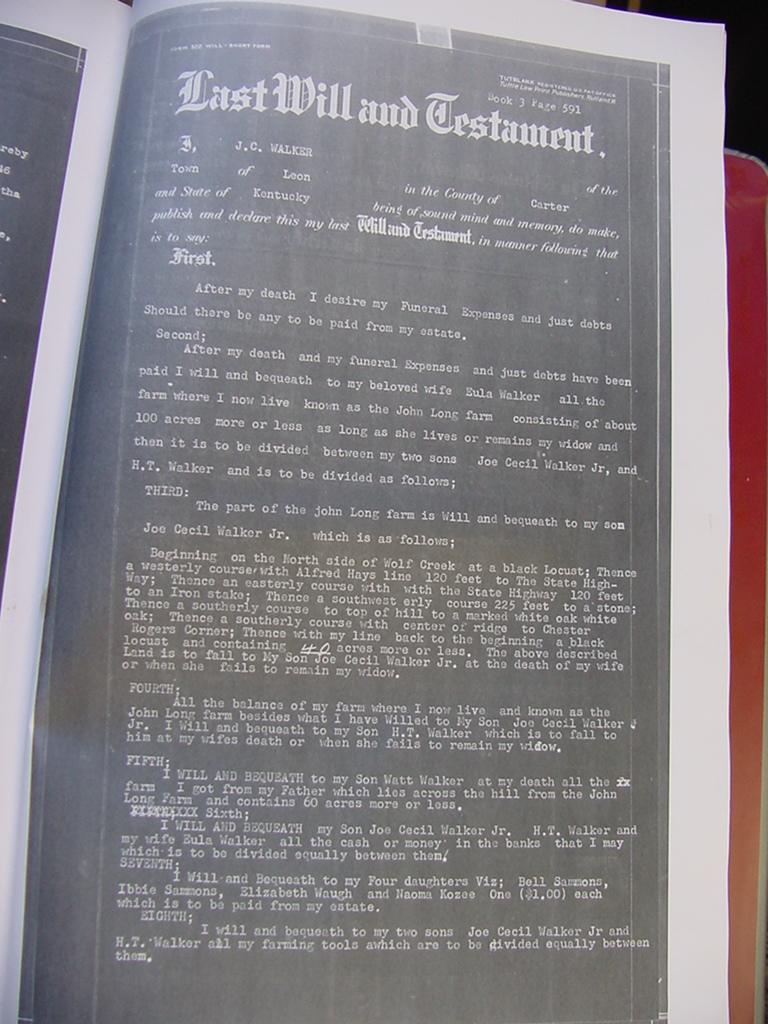 FORM 522 WILL-SHORT FORM
TUTBLANX REGISTERED U.S. PAT. OFFICE
Tuttle Law Print Publishers, Rutland, Vt.
Book 3 Page 591
Last Will and Testament.
reby
I, J.C. WALKER of the
46
Town of Leon in the County of Carter
tha
and State of Kentucky being of sound mind and memory, do make,
publish and declare this my last Will and Testament, in manner following that
is to say:
First.
After my death I desire my Funeral Expenses and just debts
Should there be any to be paid from my estate.
Second;
After my death and my funeral Expenses and just debts have been
paid I will and bequeath to my beloved wife Eula Walker all the
farm where I now live known as the John Long farm consisting of about
100 acres more or less as long as she lives or remains my widow and
then it is to be divided between my two sons Joe Cecil Walker Jr, and
H.T. Walker and is to be divided as follows;
THIRD:
The part of the john Long farm is Will and bequeath to my son
Joe Cecil Walker Jr. which is as follows;
Beginning on the North side of Wolf Creek at a black Locust; Thence
a westerly course with Alfred Hays line 120 feet to The State High-
Way; Thence an easterly course with with the State Highway 120 feet
to an Iron stake; Thence a southwest erly course 225 feet to a stone;
Thence a southerly course to top of hill to a marked white oak white
oak; Thence a southerly course with center of ridge to Chester
Rogers Corner; Thence with my line back to the beginning a black
locust and containing 40 acres more or less. The above described
Land is to fall to My Son Joe Cecil Walker Jr. at the death of my wife
or when she fails to remain my widow.
FOURTH;
All the balance of my farm where I now live and known as the
John Long farm besides what I have Willed to My Son Joe Cecil Walker
Jr. I Will and bequeath to my Son H.T. Walker which is to fall to
him at my wifes death or when she fails to remain my widow.
FIFTH;
I WILL AND BEQUEATH to my Son Watt Walker at my death all the
farm I got from my Father which lies across the hill from the John
Long Farm and contains 60 acres more or less.
Sixth;
I WILL AND BEQUEATH my Son Joe Cecil Walker Jr. H.T. Walker and
my wife Eula Walker all the cash or money in the banks that I may
which is to be divided equally between them.
SEVENTH;
I Will and Bequeath to my Four daughters Viz; Bell Sammons,
Ibbie Sammons, Elizabeth Waugh and Naoma Kozee One ($1.00) each
which is to be paid from my estate.
EIGHTH;
I will and bequeath to my two sons Joe Cecil Walker Jr and
H.T. Walker all my farming tools awhich are to be divided equally between
them.